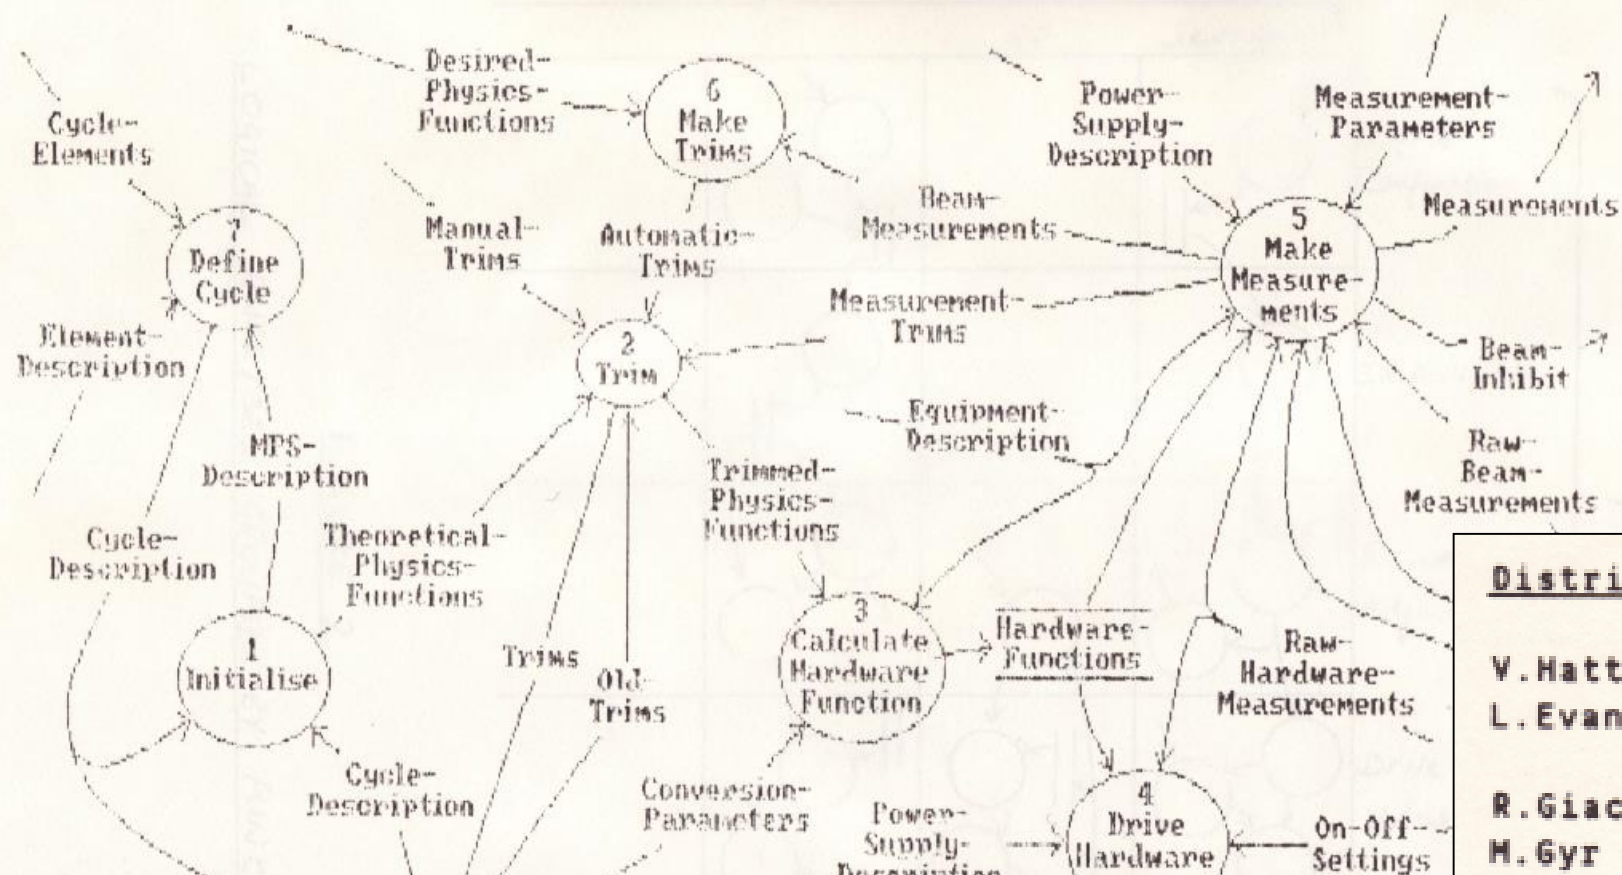 Cycle-
Elements
Desired-
Physics-
Functions
6
Make
Trims
Power-
Supply-
Description
Measurement-
Parameters
7
Define
Cycle
Manual-
Trims
Automatic-
Trims
Beam-
Measurements
5
Make
Measure-
ments
Measurements
Element-
Description
2
Trim
Measurement-
Trims
Beam-
Inhibit
MPS-
Description
Equipment-
Description
Raw-
Beam-
Measurements
Cycle-
Description
Theoretical-
Physics-
Functions
Trimmed-
Physics-
Functions
1
Initialise
Trims
Old-
Trims
3
Calculate
Hardware
Function
Hardware-
Functions
Raw-
Hardware-
Measurements
Cycle-
Description
Conversion-
Parameters
Power-
Supply-
Description
4
Drive
Hardware
On-Off-
Settings
Distri
V.Hatt
L.Evan
R.Giac
M.Gyr